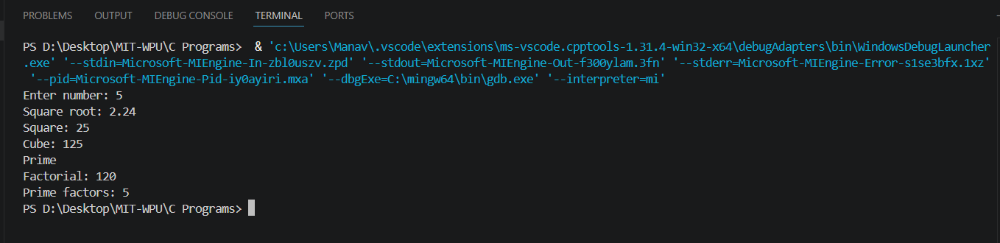 PROBLEMS OUTPUT DEBUG CONSOLE TERMINAL PORTS
PS D:\Desktop\MIT-WPU\C Programs>  & 'c:\Users\Manav\.vscode\extensions\ms-vscode.cpptools-1.31.4-win32-x64\debugAdapters\bin\WindowsDebugLauncher
.exe' '--stdin=Microsoft-MIEngine-In-zbl0uszv.zpd' '--stdout=Microsoft-MIEngine-Out-f300ylam.3fn' '--stderr=Microsoft-MIEngine-Error-s1se3bfx.1xz'
'--pid=Microsoft-MIEngine-Pid-iy0ayiri.mxa' '--dbgExe=C:\mingw64\bin\gdb.exe' '--interpreter=mi'
Enter number: 5
Square root: 2.24
Square: 25
Cube: 125
Prime
Factorial: 120
Prime factors: 5
PS D:\Desktop\MIT-WPU\C Programs>